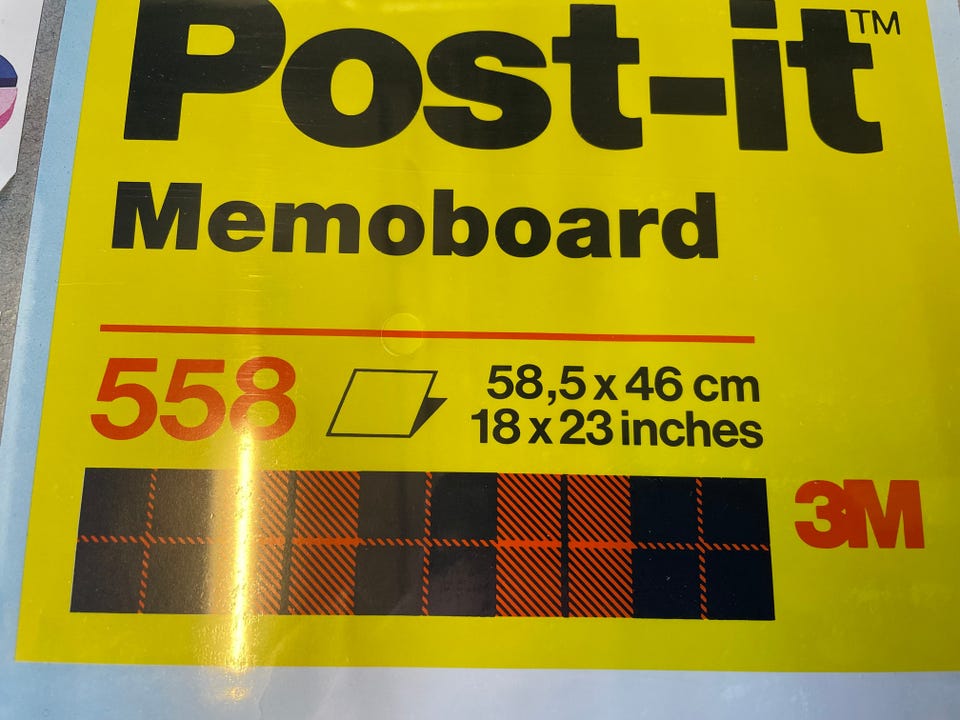 Post-it™
Memoboard
558
58,5 x 46 cm
18 x 23 inches
3M